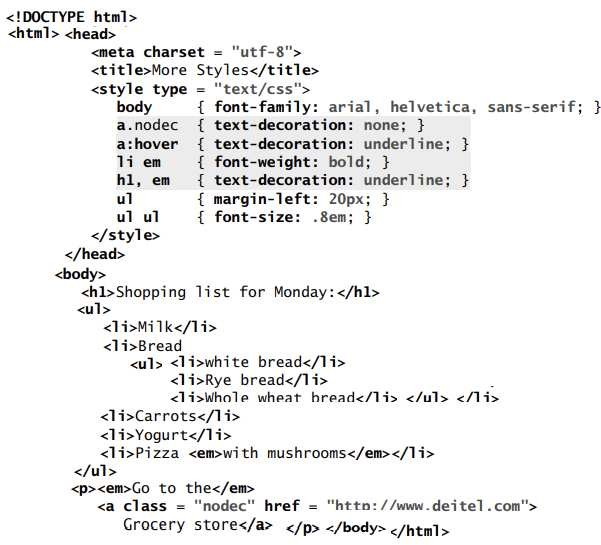 <!DOCTYPE html>
<html> <head>
<meta charset = "utf-8">
<title>More Styles</title>
<style type = "text/css">
body { font-family: arial, helvetica, sans-serif; }
a.nodec { text-decoration: none; }
a:hover { text-decoration: underline; }
li em { font-weight: bold; }
h1, em { text-decoration: underline; }
ul { margin-left: 20px; }
ul ul { font-size: .8em; }
</style>
</head>
<body>
<h1>Shopping list for Monday:</h1>
<ul>
<li>Milk</li>
<li>Bread
<ul> <li>white bread</li>
<li>Rye bread</li>
<li>Whole wheat bread</li> </ul> </li>
<li>Carrots</li>
<li>Yogurt</li>
<li>Pizza <em>with mushrooms</em></li>
</ul>
<p><em>Go to the</em>
<a class = "nodec" href = "http://www.deitel.com">
Grocery store</a> </p> </body> </html>